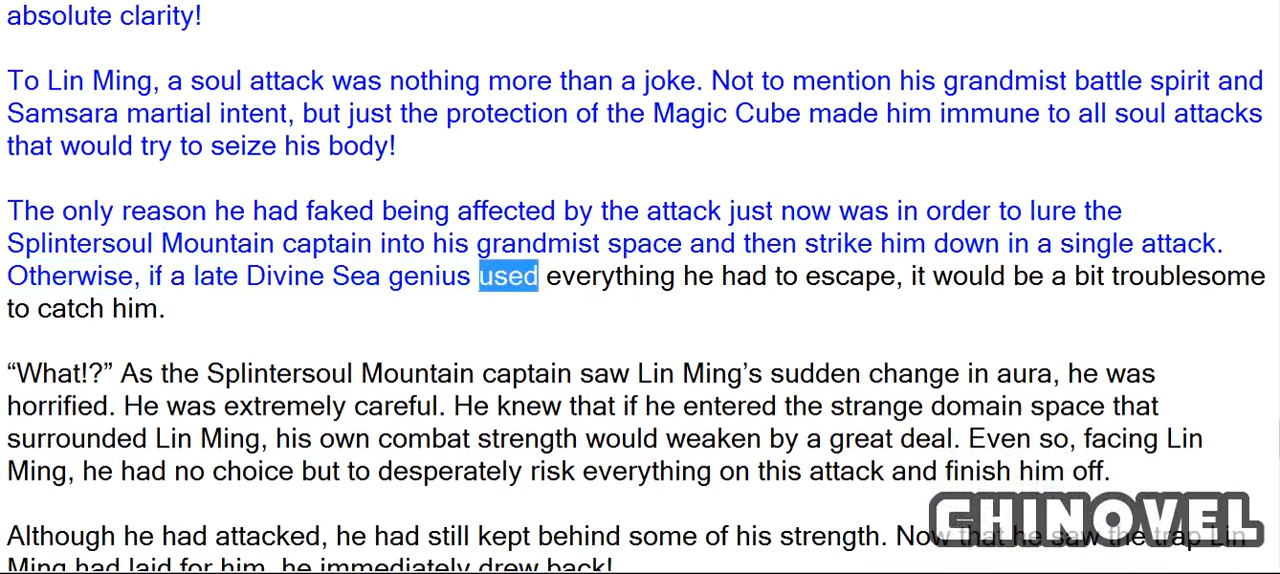 absolute clarity!
To Lin Ming, a soul attack was nothing more than a joke. Not to mention his grandmist battle spirit and
Samsara martial intent, but just the protection of the Magic Cube made him immune to all soul attacks
that would try to seize his body!
The only reason he had faked being affected by the attack just now was in order to lure the
Splintersoul Mountain captain into his grandmist space and then strike him down in a single attack.
Otherwise, if a late Divine Sea genius used everything he had to escape, it would be a bit troublesome
to catch him.
“What!?” As the Splintersoul Mountain captain saw Lin Ming’s sudden change in aura, he was
horrified. He was extremely careful. He knew that if he entered the strange domain space that
surrounded Lin Ming, his own combat strength would weaken by a great deal. Even so, facing Lin
Ming, he had no choice but to desperately risk everything on this attack and finish him off.
Although he had attacked, he had still kept behind some of his strength. Now that he saw the trap Lin
Ming had laid for him, he immediately drew back!
CHINOVEL